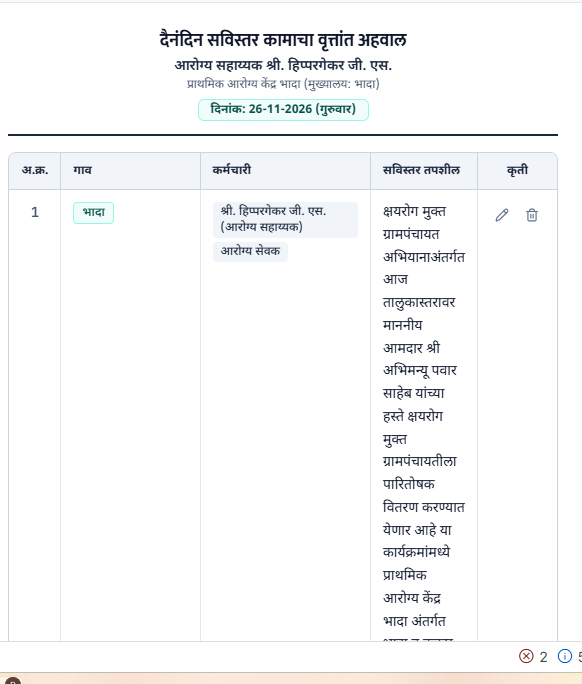 दैनंदिन सविस्तर कामाचा वृत्तांत अहवाल
आरोग्य सहाय्यक श्री. हिप्परगेकर जी. एस.
प्राथमिक आरोग्य केंद्र भादा (मुख्यालय: भादा)
दिनांक: 26-11-2026 (गुरुवार)
अ.क्र. गाव कर्मचारी सविस्तर तपशील कृती
1 भादा
श्री. हिप्परगेकर जी. एस.
(आरोग्य सहाय्यक)
आरोग्य सेवक
क्षयरोग मुक्त
ग्रामपंचायत
अभियानाअंतर्गत
आज
तालुकास्तरावर
माननीय
आमदार श्री
अभिमन्यू पवार
साहेब यांच्या
हस्ते क्षयरोग
मुक्त
ग्रामपंचायतीला
पारितोषक
वितरण करण्यात
येणार आहे या
कार्यक्रमांमध्ये
प्राथमिक
आरोग्य केंद्र
भादा अंतर्गत
2 5